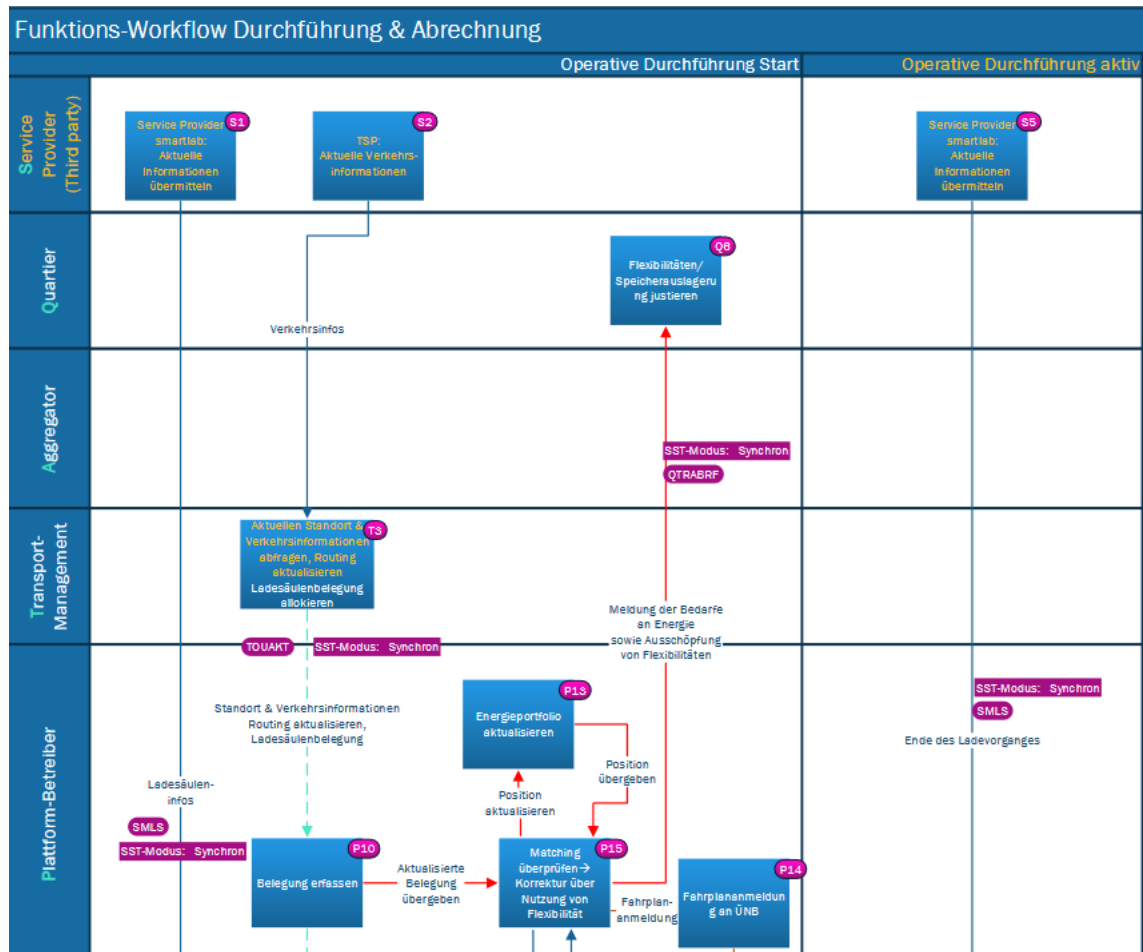 Funktions-Workflow Durchführung & Abrechnung
Operative Durchführung Start
Operative Durchführung aktiv
Service
Provider
(Third party)
S1
Service Provider
smartlab:
Aktuelle
Informationen
übermitteln
S2
TSP:
Aktuelle Verkehrs-
informationen
S5
Service Provider
smartlab:
Aktuelle
Informationen
übermitteln
Quartier
Q8
Flexibilitäten/
Speicherauslageru
ng justieren
Verkehrsinfos
Aggregator
SST-Modus: Synchron
QTRABRF
Transport-
Management
T3
Aktuellen Standort &
Verkehrsinformationen
abfragen, Routing
aktualisieren
Ladesäulenbelegung
allokieren
Meldung der Bedarfe
an Energie
sowie Ausschöpfung
von Flexibilitäten
Plattform-Betreiber
TOUAKT
SST-Modus: Synchron
Standort & Verkehrsinformationen
Routing aktualisieren,
Ladesäulenbelegung
P13
Energieportfolio
aktualisieren
SST-Modus: Synchron
SMLS
Ende des Ladevorganges
Position
übergeben
Ladesäulen-
infos
Position
aktualisieren
SMLS
SST-Modus: Synchron
P10
Belegung erfassen
Aktualisierte
Belegung
übergeben
P15
Matching
überprüfen→
Korrektur über
Nutzung von
Flexibilität
Fahrplan-
anmeldung
P14
Fahrplananmeldun
g an ÜNB